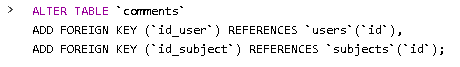 > ALTER TABLE `comments`
ADD FOREIGN KEY (`id_user`) REFERENCES `users`(`id`),
ADD FOREIGN KEY (`id_subject`) REFERENCES `subjects`(`id`);